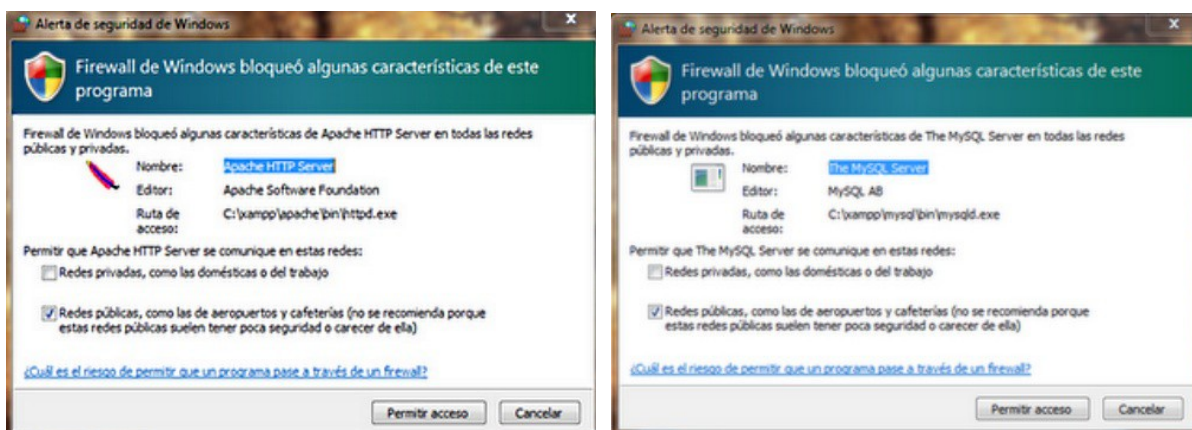 Alerta de seguridad de Windows
x
Firewall de Windows bloqueó algunas características de este
programa
Firewall de Windows bloqueó algunas características de Apache HTTP Server en todas las redes
públicas y privadas.
Nombre: Apache HTTP Server
Editor: Apache Software Foundation
Ruta de C:\xampp\apache\bin\httpd.exe
acceso:
Permitir que Apache HTTP Server se comunique en estas redes:
Redes privadas, como las domésticas o del trabajo
Redes públicas, como las de aeropuertos y cafeterías (no se recomienda porque
estas redes públicas suelen tener poca seguridad o carecer de ella)
¿Cuál es el riesgo de permitir que un programa pase a través de un firewall?
Permitir acceso Cancelar
Alerta de seguridad de Windows
x
Firewall de Windows bloqueó algunas características de este
programa
Firewall de Windows bloqueó algunas características de The MySQL Server en todas las redes
públicas y privadas.
Nombre: The MySQL Server
Editor: MySQL AB
Ruta de C:\xampp\mysql\bin\mysqld.exe
acceso:
Permitir que The MySQL Server se comunique en estas redes:
Redes privadas, como las domésticas o del trabajo
Redes públicas, como las de aeropuertos y cafeterías (no se recomienda porque
estas redes públicas suelen tener poca seguridad o carecer de ella)
¿Cuál es el riesgo de permitir que un programa pase a través de un firewall?
Permitir acceso Cancelar